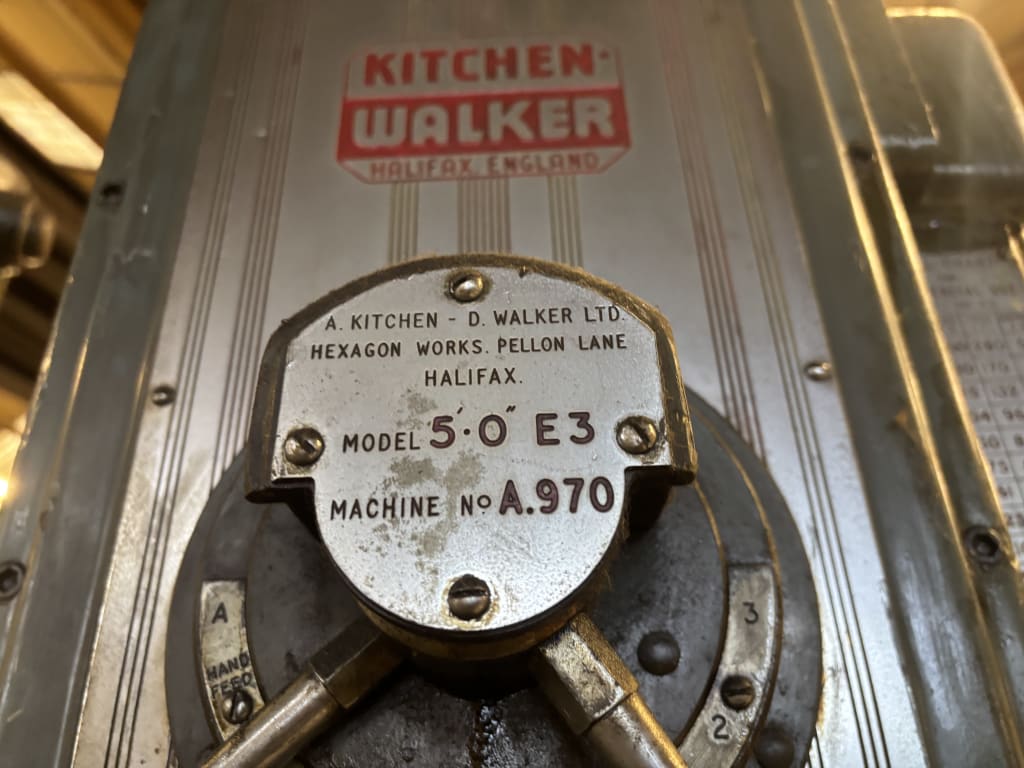 KITCHEN-
WALKER
HALIFAX, ENGLAND
A. KITCHEN - D. WALKER LTD.
HEXAGON WORKS. PELLON LANE
HALIFAX.
MODEL 5'·0" E3
MACHINE No A.970
A
HAND
FEED
3
2